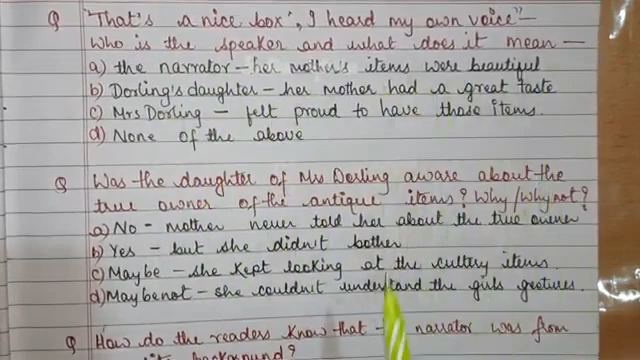 Q "That's a nice box", I heard my own voice" –
Who is the speaker and what does it mean –
a) the narrator – her mother's items were beautiful
b) Dorling's daughter – her mother had a great taste
c) Mrs Dorling – felt proud to have those items.
d) None of the above
Q Was the daughter of Mrs Dorling aware about the
true owner of the antique items? Why/Why not?
a) No – mother never told her about the true owner
b) Yes – but she didn't bother
c) Maybe – she kept looking at the cutlery items
d) Maybe not – she couldn't understand the girl's gestures.
Q How do the readers know that narrator was from
background?